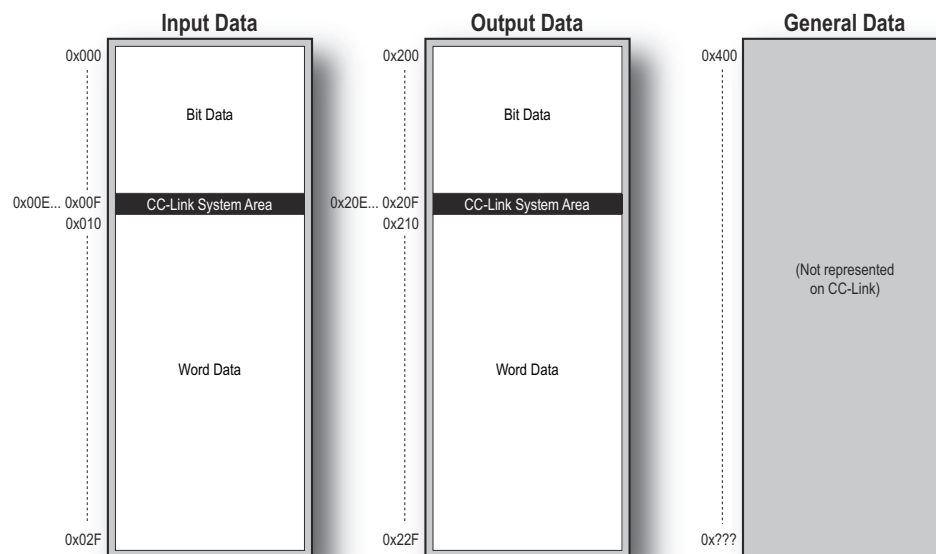 Input Data
0x000
Bit Data
0x00E... 0x00F
CC-Link System Area
0x010
Word Data
0x02F
Output Data
0x200
Bit Data
0x20E... 0x20F
CC-Link System Area
0x210
Word Data
0x22F
General Data
0x400
(Not represented
on CC-Link)
0x???